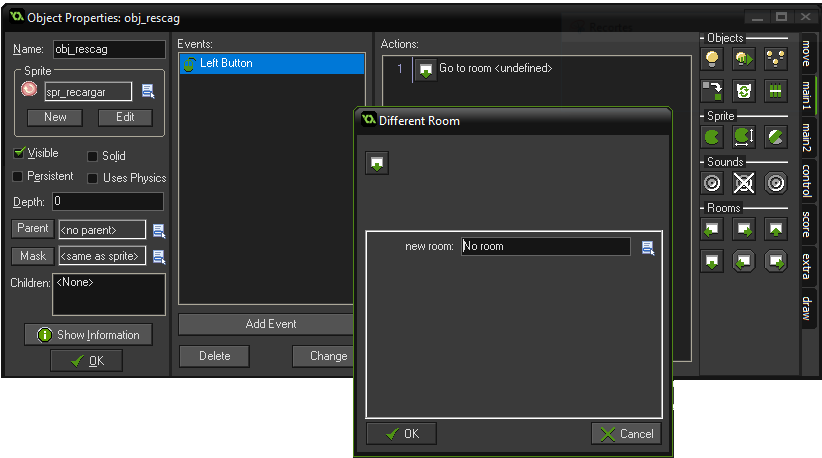 Object Properties: obj_rescag
Name: obj_rescag
Sprite
spr_recargar
New Edit
Visible Solid
Persistent Uses Physics
Depth: 0
Parent <no parent>
Mask <same as sprite>
Children: <None>
Show Information
OK
Events:
Left Button
Add Event
Delete Change
Actions:
1 Go to room <undefined>
Different Room
new room: No room
OK Cancel
Objects
Sprite
Sounds
Rooms
move
main1
main2
control
score
extra
draw